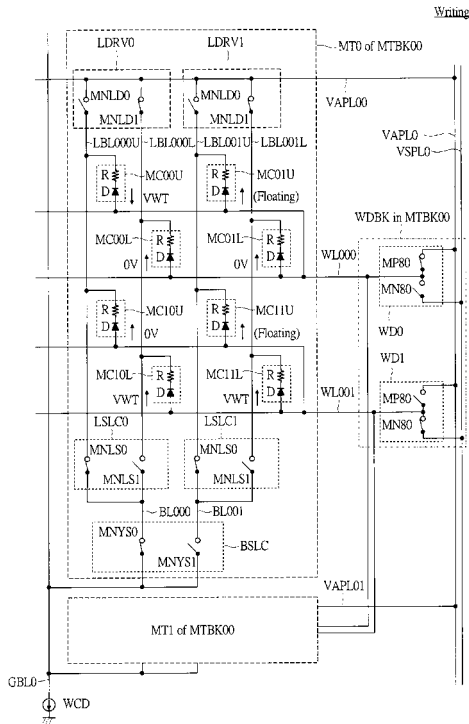 Writing
LDRV0
LDRV1
MT0 of MTBK00
MNLD0
MNLD0
VAPL00
MNLD1
MNLD1
VAPL0
LBL000U
LBL000L
LBL001U
LBL001L
VSPL0
R
D
MC00U
VWT
R
D
MC01U
(Floating)
WDBK in MTBK00
MC00L
R
D
0V
MC01L
R
D
0V
WL000
MP80
MN80
WD0
R
D
MC10U
0V
R
D
MC11U
(Floating)
WD1
MC10L
R
D
VWT
MC11L
R
D
VWT
WL001
MP80
MN80
LSLC0
LSLC1
MNLS0
MNLS0
MNLS1
MNLS1
BL000
BL001
MNYS0
MNYS1
BSLC
VAPL01
MT1 of MTBK00
GBL0
WCD